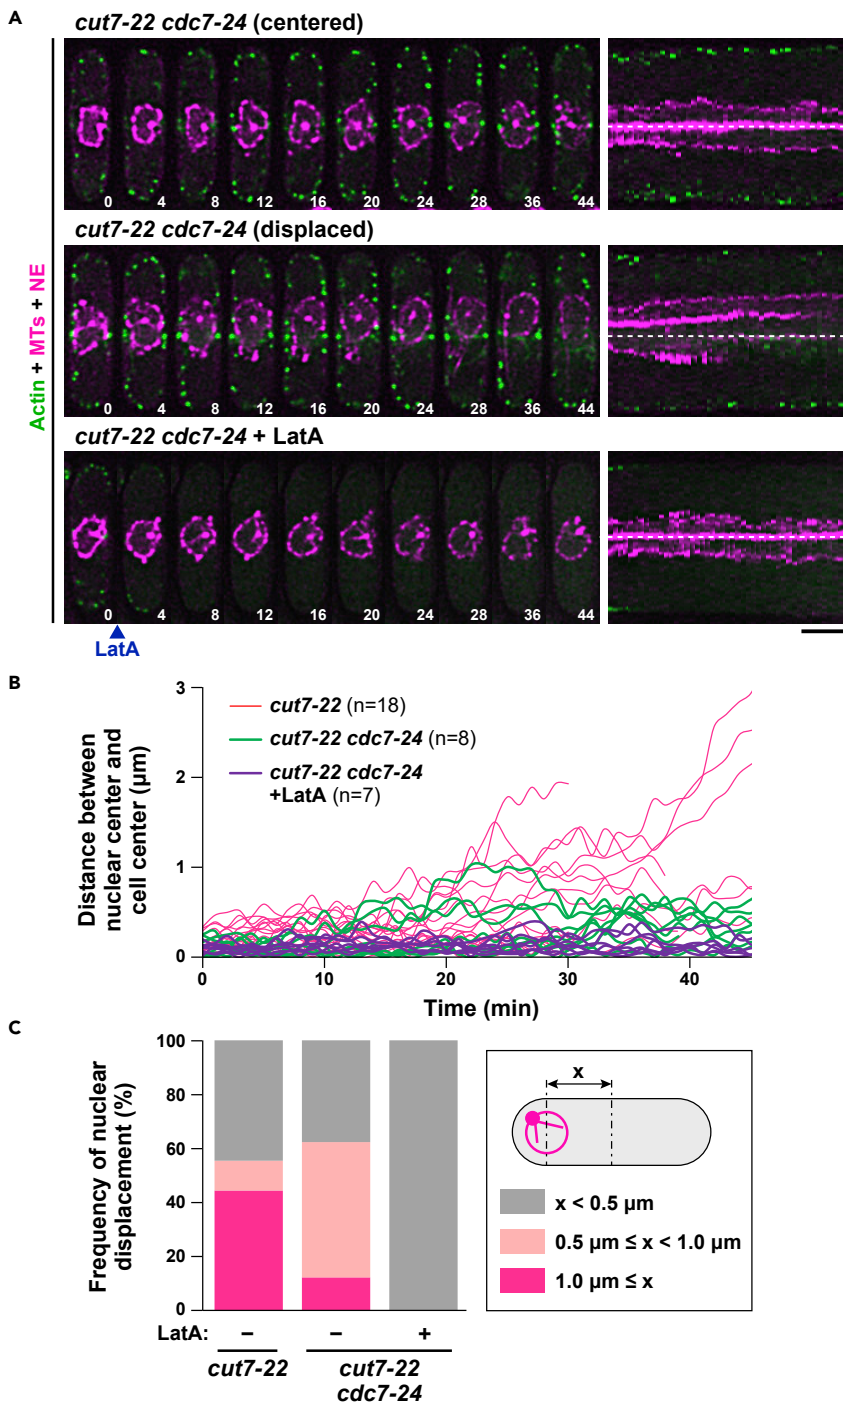 A
cut7-22 cdc7-24 (centered)
0 4 8 12 16 20 24 28 36 44
cut7-22 cdc7-24 (displaced)
0 4 8 12 16 20 24 28 36 44
cut7-22 cdc7-24 + LatA
0 4 8 12 16 20 24 28 36 44
LatA
Actin + MTs + NE
B
Distance between
nuclear center and
cell center (µm)
3
2
1
0
cut7-22 (n=18)
cut7-22 cdc7-24 (n=8)
cut7-22 cdc7-24
+LatA (n=7)
0 10 20 30 40
Time (min)
C
Frequency of nuclear
displacement (%)
100
80
60
40
20
0
LatA: – – +
cut7-22 cut7-22
cdc7-24
x
x < 0.5 µm
0.5 µm ≤ x < 1.0 µm
1.0 µm ≤ x